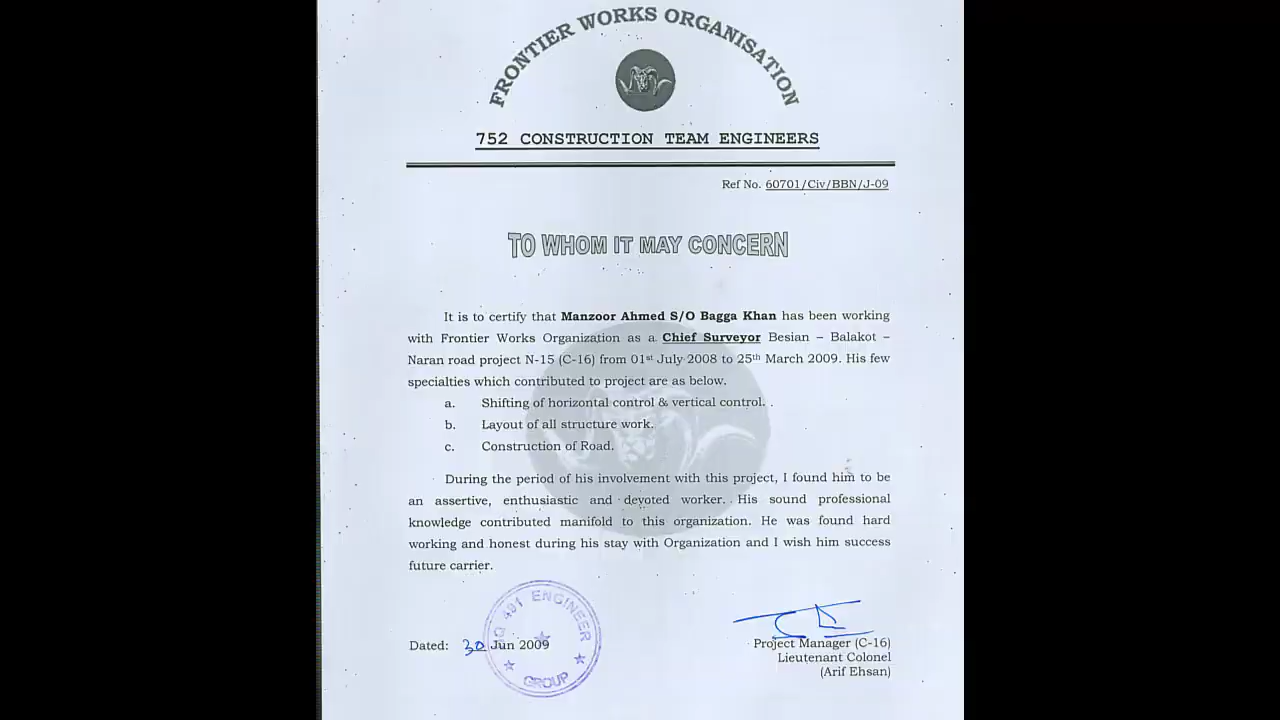 FRONTIER WORKS ORGANISATION
752 CONSTRUCTION TEAM ENGINEERS
Ref No. 60701/Civ/BBN/J-09
TO WHOM IT MAY CONCERN
It is to certify that Manzoor Ahmed S/O Bagga Khan has been working
with Frontier Works Organization as a Chief Surveyor Besian – Balakot –
Naran road project N-15 (C-16) from 01st July 2008 to 25th March 2009. His few
specialties which contributed to project are as below.
a. Shifting of horizontal control & vertical control.
b. Layout of all structure work.
c. Construction of Road.
During the period of his involvement with this project, I found him to be
an assertive, enthusiastic and devoted worker. His sound professional
knowledge contributed manifold to this organization. He was found hard
working and honest during his stay with Organization and I wish him success
future carrier.
HQ 491 ENGINEER
GROUP
Dated: 30 Jun 2009
Project Manager (C-16)
Lieutenant Colonel
(Arif Ehsan)